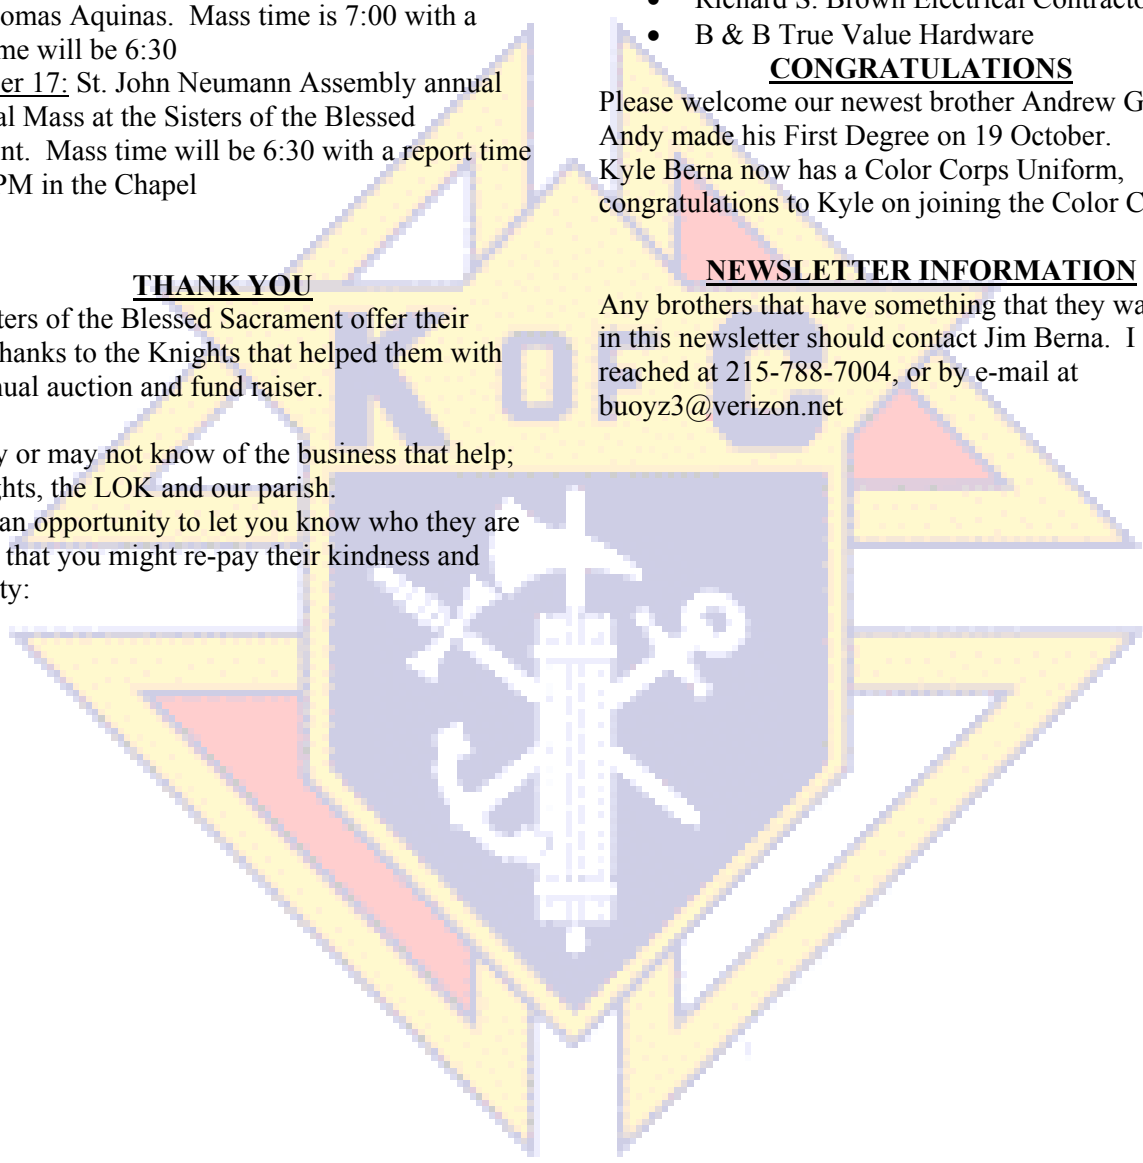 omas Aquinas. Mass time is 7:00 with a
me will be 6:30
er 17: St. John Neumann Assembly annual
al Mass at the Sisters of the Blessed
nt. Mass time will be 6:30 with a report time
PM in the Chapel
THANK YOU
ters of the Blessed Sacrament offer their
hanks to the Knights that helped them with
nual auction and fund raiser.
y or may not know of the business that help;
ghts, the LOK and our parish.
an opportunity to let you know who they are
that you might re-pay their kindness and
ty:
• Richard S. Brown Electrical Contracto
• B & B True Value Hardware
CONGRATULATIONS
Please welcome our newest brother Andrew G
Andy made his First Degree on 19 October.
Kyle Berna now has a Color Corps Uniform,
congratulations to Kyle on joining the Color C
NEWSLETTER INFORMATION
Any brothers that have something that they wa
in this newsletter should contact Jim Berna. I
reached at 215-788-7004, or by e-mail at
buoyz3@verizon.net
K OF C